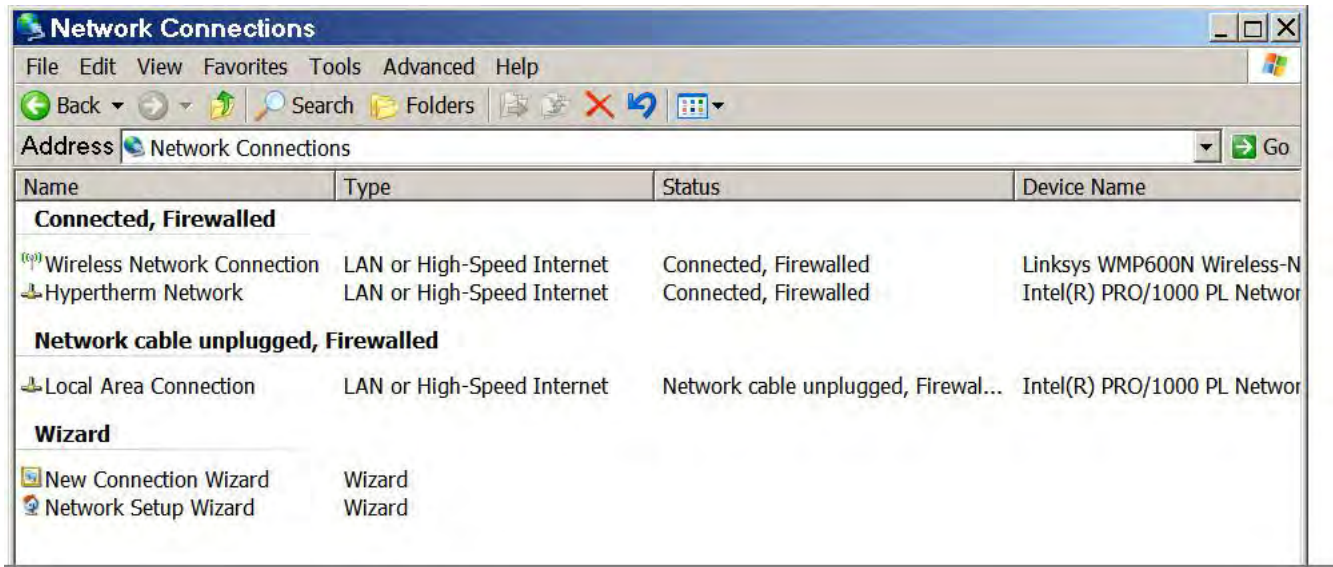 Network Connections
File Edit View Favorites Tools Advanced Help
Back Search Folders
Address Network Connections Go
Name Type Status Device Name
Connected, Firewalled
Wireless Network Connection LAN or High-Speed Internet Connected, Firewalled Linksys WMP600N Wireless-N
Hypertherm Network LAN or High-Speed Internet Connected, Firewalled Intel(R) PRO/1000 PL Networ
Network cable unplugged, Firewalled
Local Area Connection LAN or High-Speed Internet Network cable unplugged, Firewal... Intel(R) PRO/1000 PL Networ
Wizard
New Connection Wizard Wizard
Network Setup Wizard Wizard